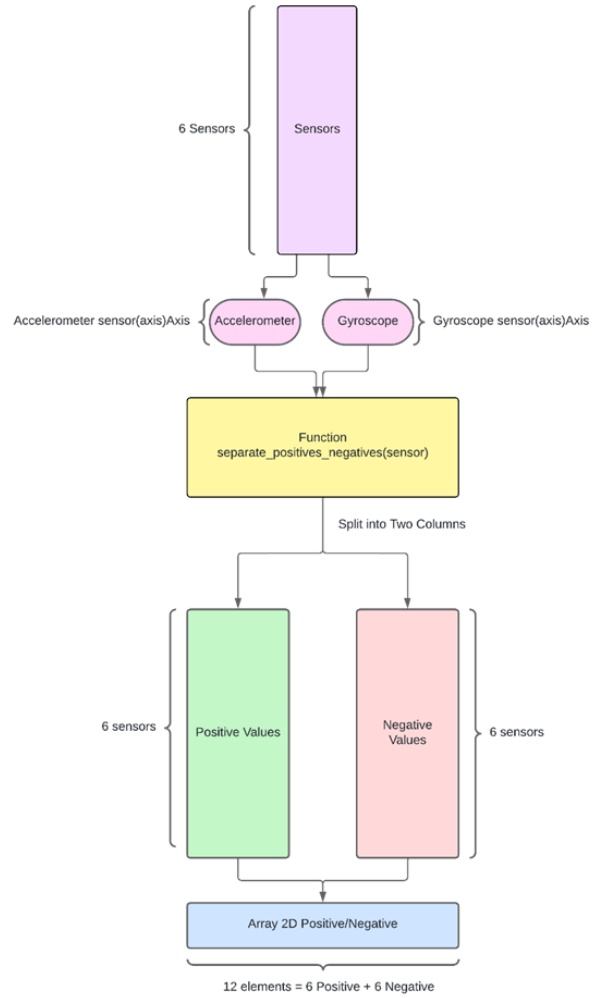 6 Sensors
Sensors
Accelerometer sensor(axis)Axis
Accelerometer
Gyroscope
Gyroscope sensor(axis)Axis
Function
separate_positives_negatives(sensor)
Split into Two Columns
6 sensors
Positive Values
Negative
Values
6 sensors
Array 2D Positive/Negative
12 elements = 6 Positive + 6 Negative